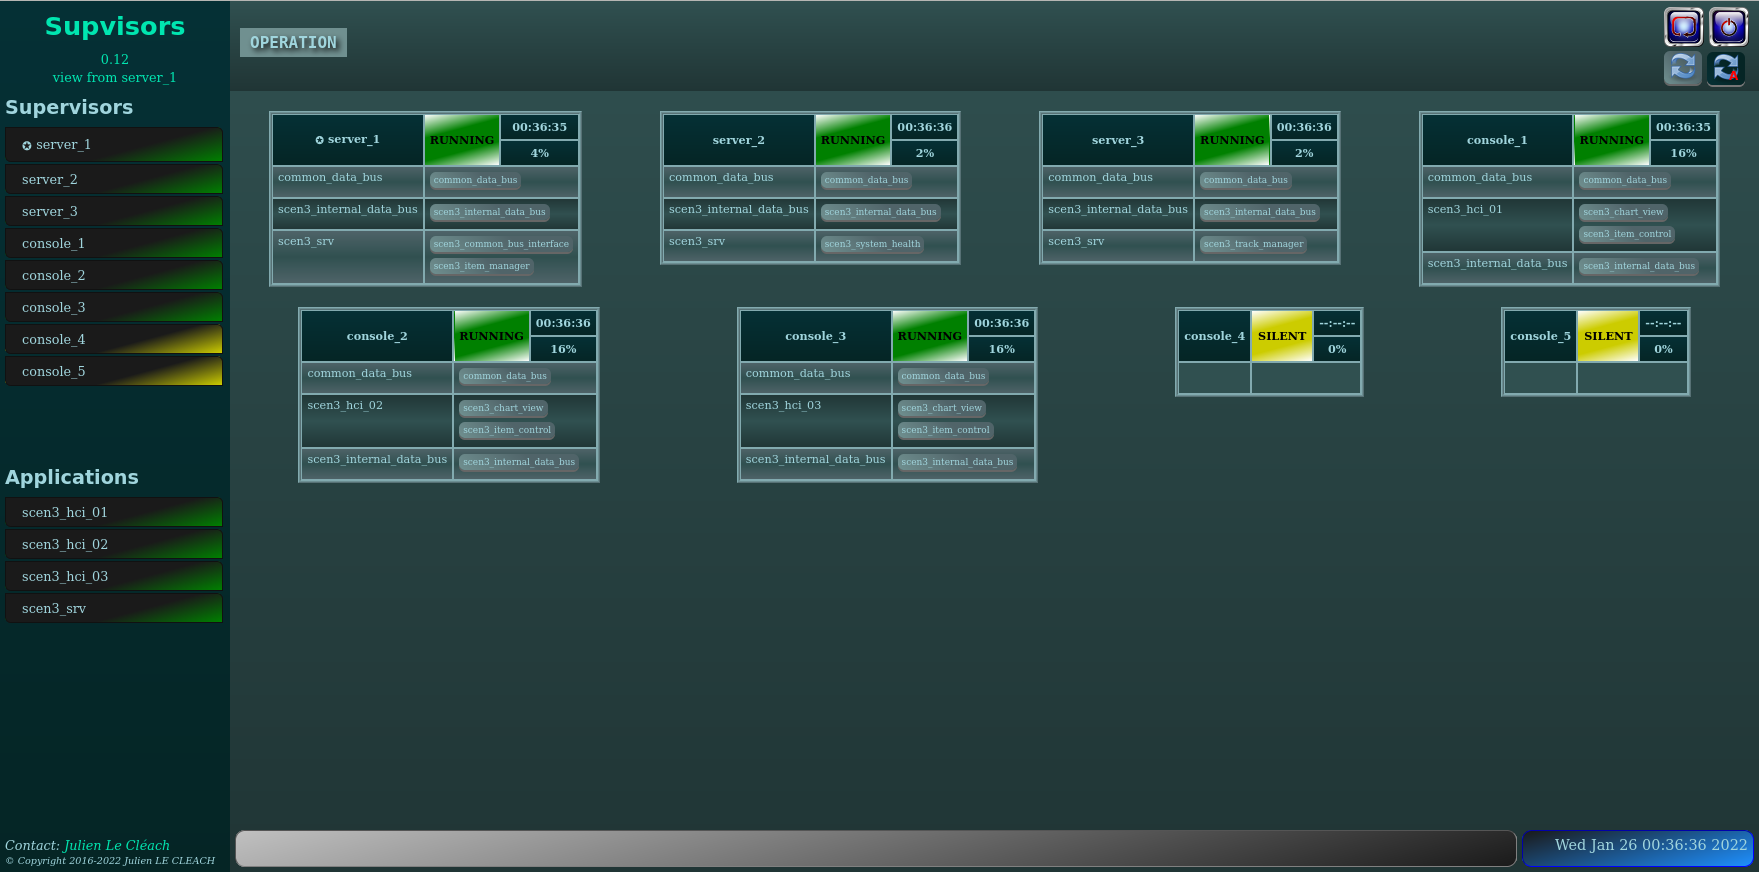 Supvisors
0.12
view from server_1
Supervisors
✪ server_1
server_2
server_3
console_1
console_2
console_3
console_4
console_5
Applications
scen3_hci_01
scen3_hci_02
scen3_hci_03
scen3_srv
Contact: Julien Le Cléach
© Copyright 2016-2022 Julien LE CLEACH
OPERATION
A
✪ server_1 RUNNING 00:36:35
4%
common_data_bus common_data_bus
scen3_internal_data_bus scen3_internal_data_bus
scen3_srv scen3_common_bus_interface
scen3_item_manager
server_2 RUNNING 00:36:36
2%
common_data_bus common_data_bus
scen3_internal_data_bus scen3_internal_data_bus
scen3_srv scen3_system_health
server_3 RUNNING 00:36:36
2%
common_data_bus common_data_bus
scen3_internal_data_bus scen3_internal_data_bus
scen3_srv scen3_track_manager
console_1 RUNNING 00:36:35
16%
common_data_bus common_data_bus
scen3_hci_01 scen3_chart_view
scen3_item_control
scen3_internal_data_bus scen3_internal_data_bus
console_2 RUNNING 00:36:36
16%
common_data_bus common_data_bus
scen3_hci_02 scen3_chart_view
scen3_item_control
scen3_internal_data_bus scen3_internal_data_bus
console_3 RUNNING 00:36:36
16%
common_data_bus common_data_bus
scen3_hci_03 scen3_chart_view
scen3_item_control
scen3_internal_data_bus scen3_internal_data_bus
console_4 SILENT --:--:--
0%
console_5 SILENT --:--:--
0%
Wed Jan 26 00:36:36 2022